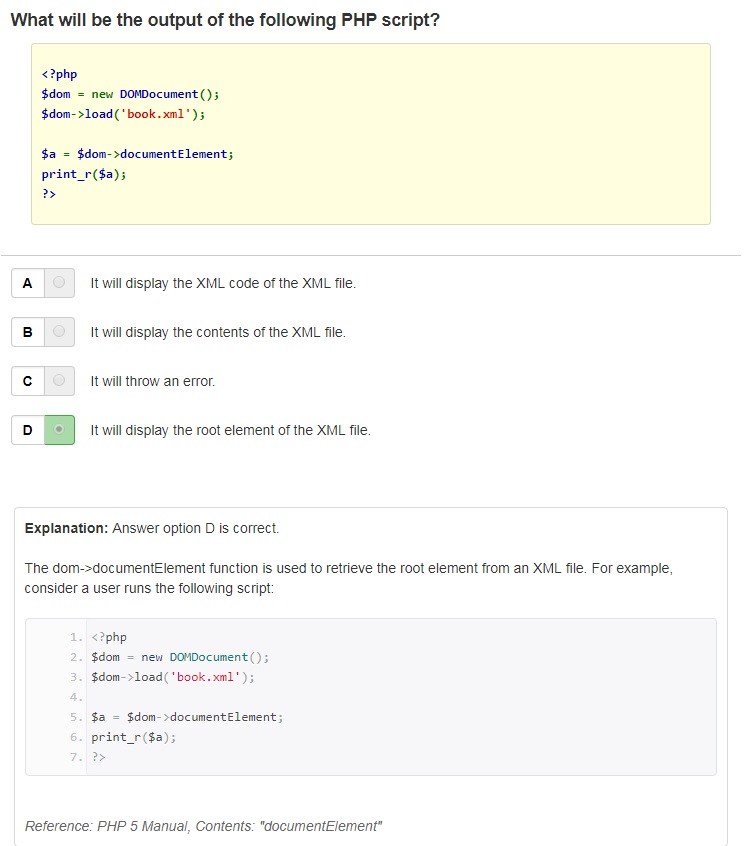 What will be the output of the following PHP script?
<?php
$dom = new DOMDocument();
$dom->load('book.xml');
$a = $dom->documentElement;
print_r($a);
?>
A It will display the XML code of the XML file.
B It will display the contents of the XML file.
C It will throw an error.
D It will display the root element of the XML file.
Explanation: Answer option D is correct.
The dom->documentElement function is used to retrieve the root element from an XML file. For example,
consider a user runs the following script:
1. <?php
2. $dom = new DOMDocument();
3. $dom->load('book.xml');
4.
5. $a = $dom->documentElement;
6. print_r($a);
7. ?>
Reference: PHP 5 Manual, Contents: "documentElement"